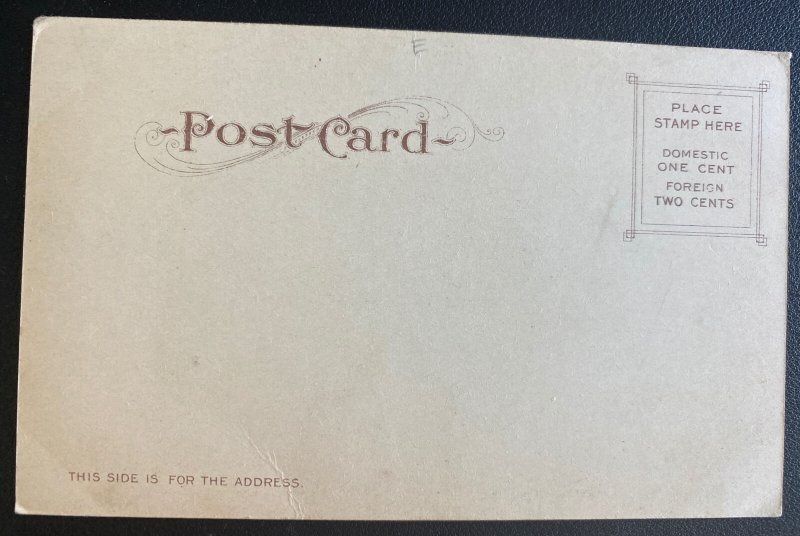 E
Post Card
PLACE
STAMP HERE
DOMESTIC
ONE CENT
FOREIGN
TWO CENTS
THIS SIDE IS FOR THE ADDRESS.